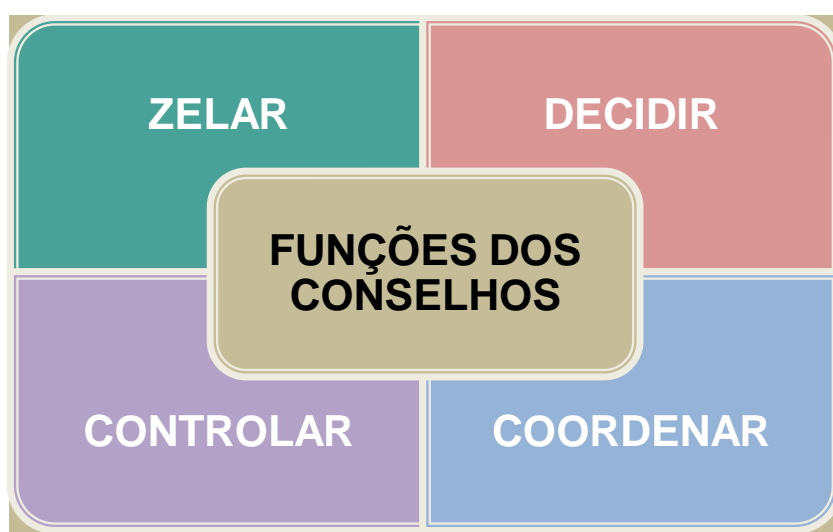 ZELAR
DECIDIR
FUNÇÕES DOS
CONSELHOS
CONTROLAR
COORDENAR